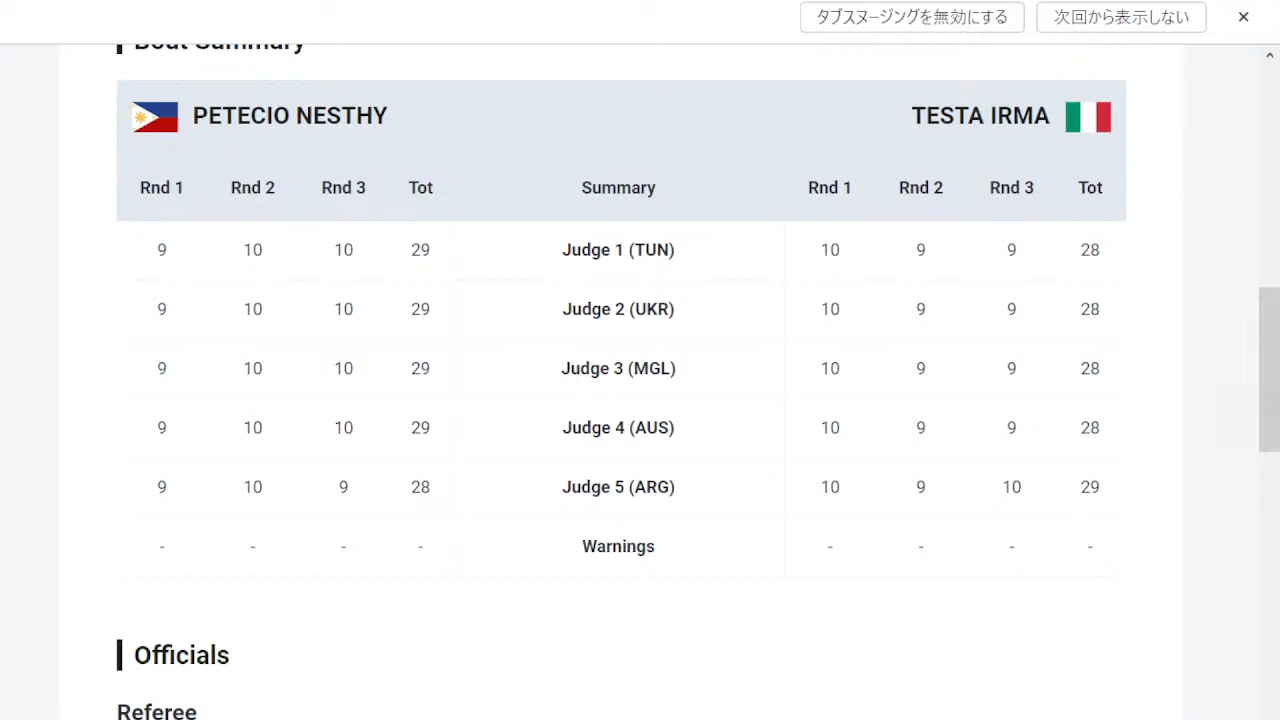 タブスヌージングを無効にする 次回から表示しない ×
Bout Summary
PETECIO NESTHY TESTA IRMA
Rnd 1 Rnd 2 Rnd 3 Tot Summary Rnd 1 Rnd 2 Rnd 3 Tot
9 10 10 29 Judge 1 (TUN) 10 9 9 28
9 10 10 29 Judge 2 (UKR) 10 9 9 28
9 10 10 29 Judge 3 (MGL) 10 9 9 28
9 10 10 29 Judge 4 (AUS) 10 9 9 28
9 10 9 28 Judge 5 (ARG) 10 9 10 29
- - - - Warnings - - - -
Officials
Referee